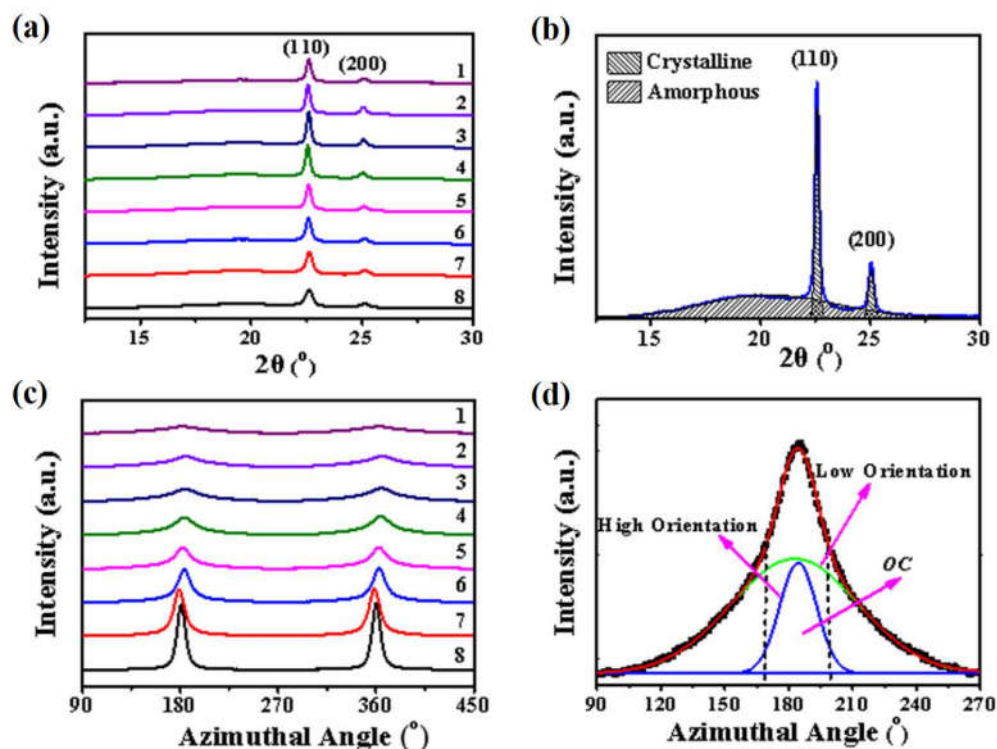 (a)
(110)
(200)
1
2
3
4
5
6
7
8
Intensity (a.u.)
15 20 25 30
2θ (°)
(b)
Crystalline
Amorphous
(110)
(200)
Intensity (a.u.)
15 20 25 30
2θ (°)
(c)
1
2
3
4
5
6
7
8
Intensity (a.u.)
90 180 270 360 450
Azimuthal Angle (°)
(d)
Low Orientation
High Orientation
OC
Intensity (a.u.)
90 120 150 180 210 240 270
Azimuthal Angle (°)